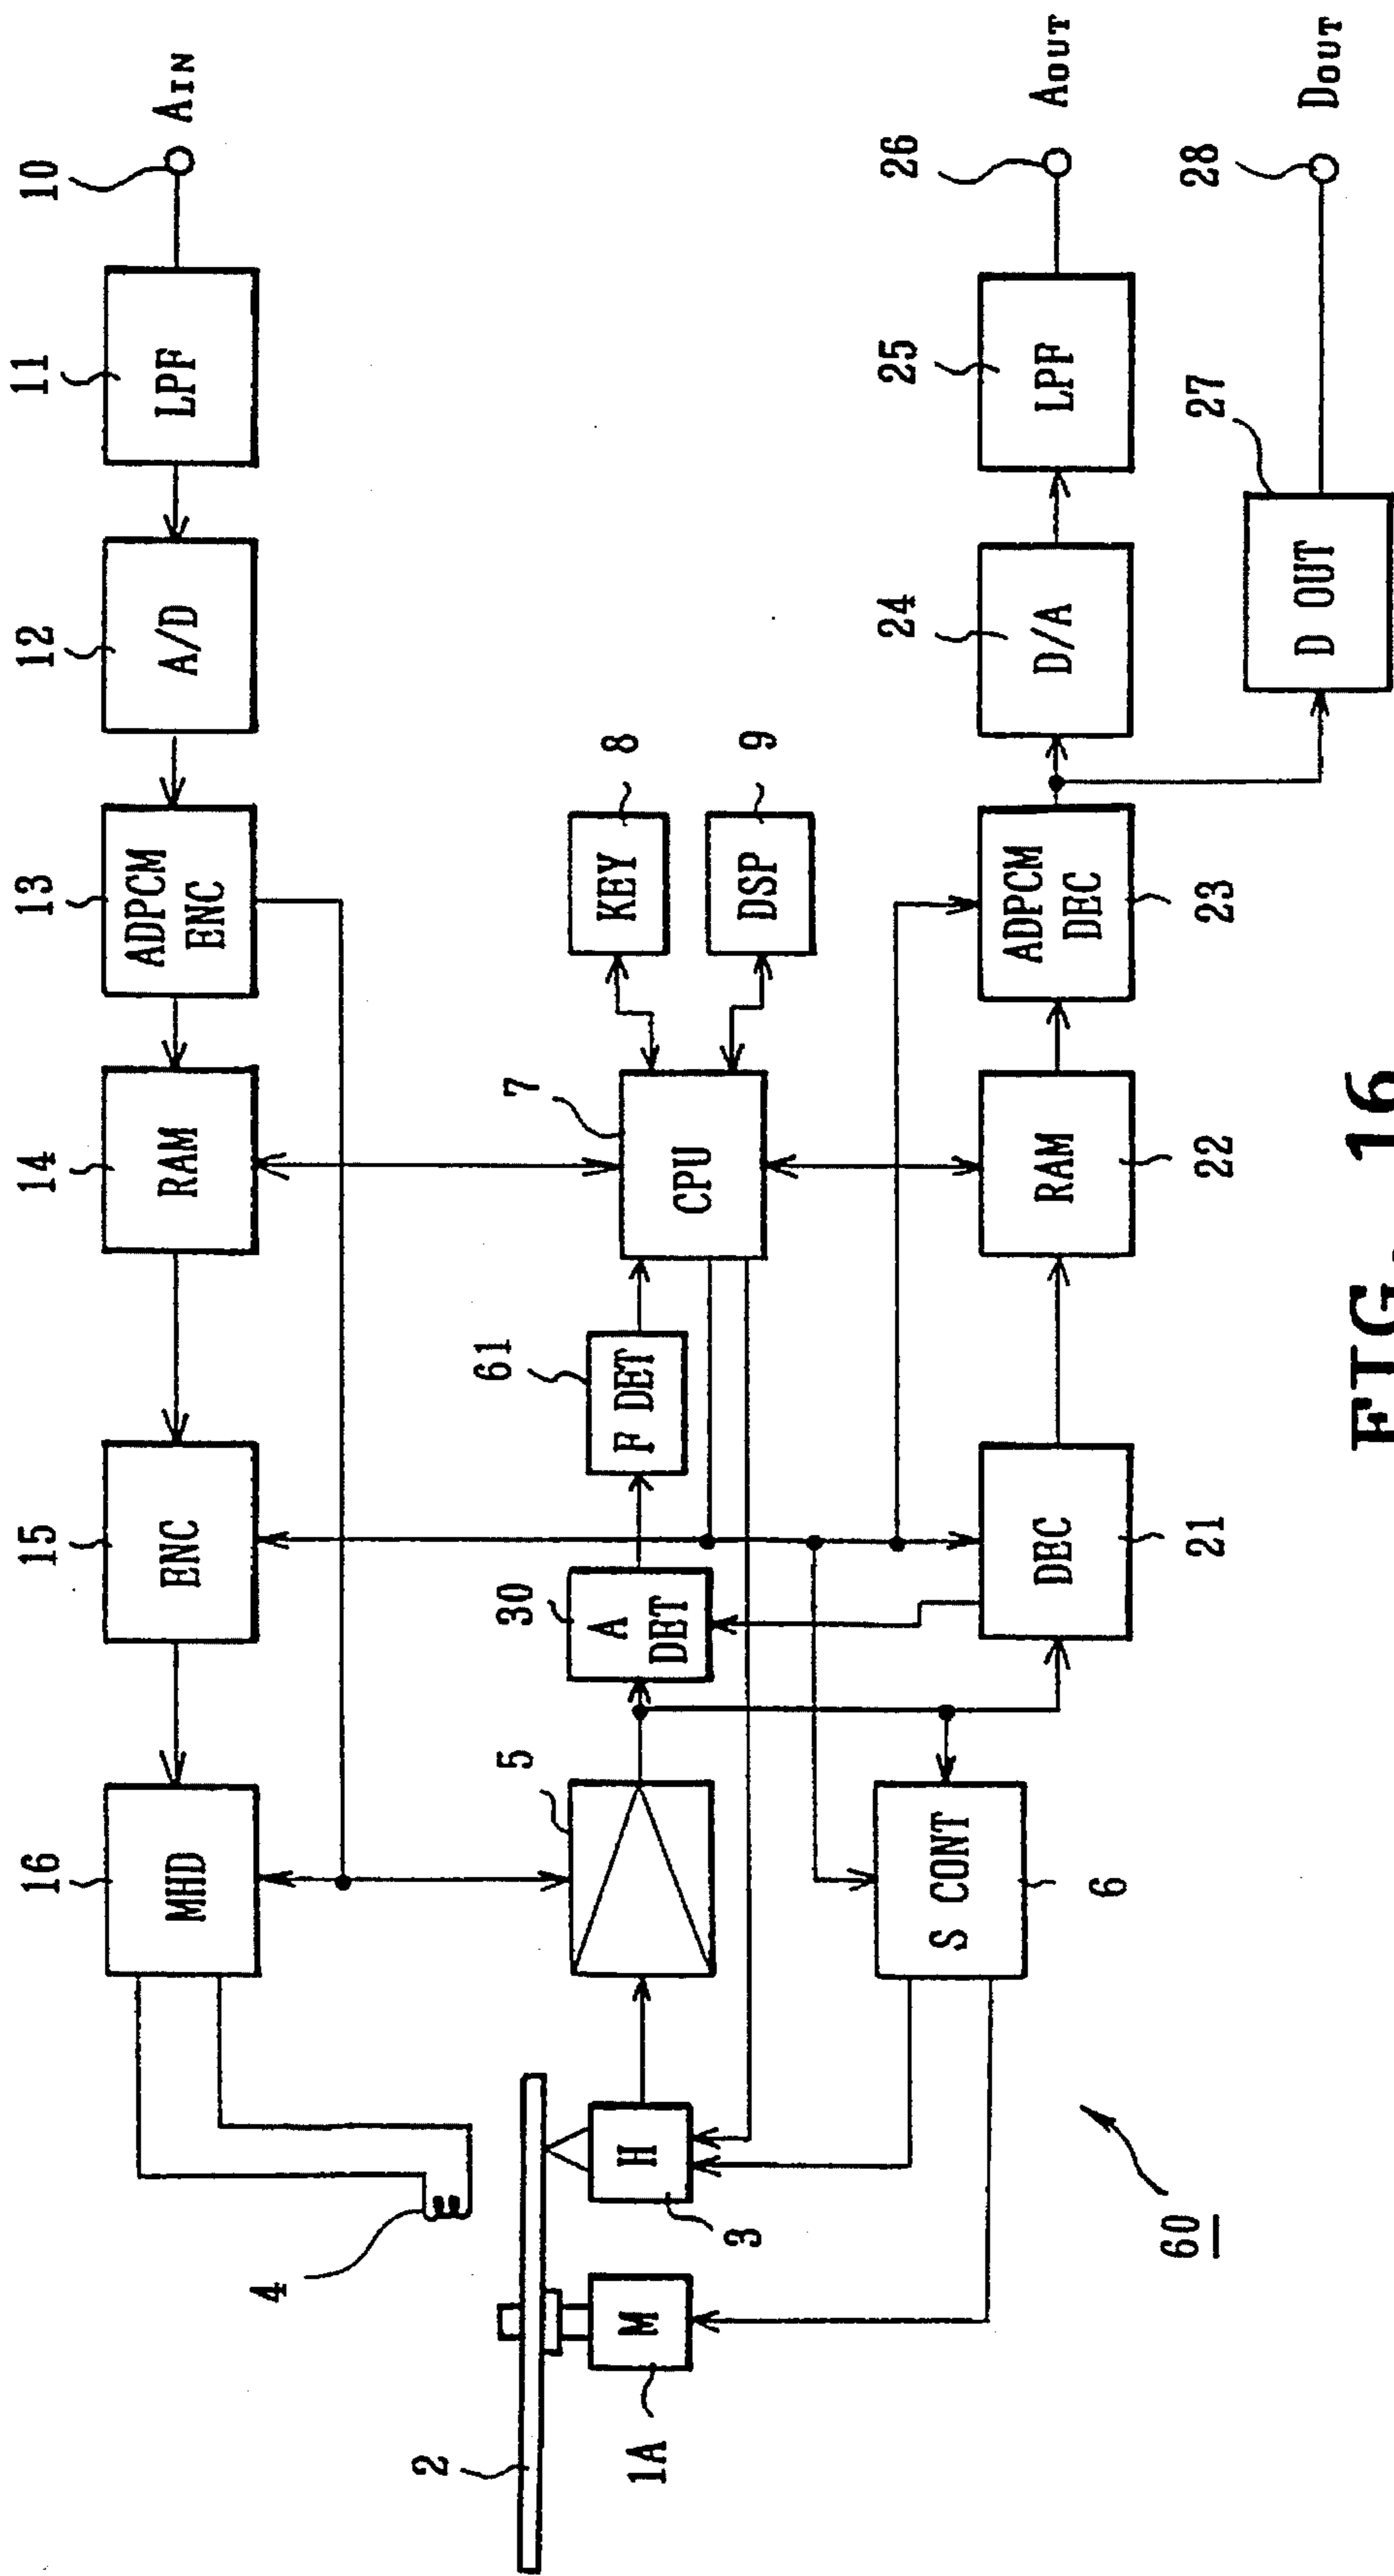 16
15
14
13
12
11
10
MHD
ENC
RAM
ADPCM
ENC
A/D
LPF
AIN
4
2
5
30
61
7
8
9
M
H
A
DET
F DET
CPU
KEY
DSP
1A
3
S CONT
6
DEC
21
RAM
22
ADPCM
DEC
23
24
D/A
25
LPF
26
AOUT
60
27
D OUT
28
DOUT
FIG. 16